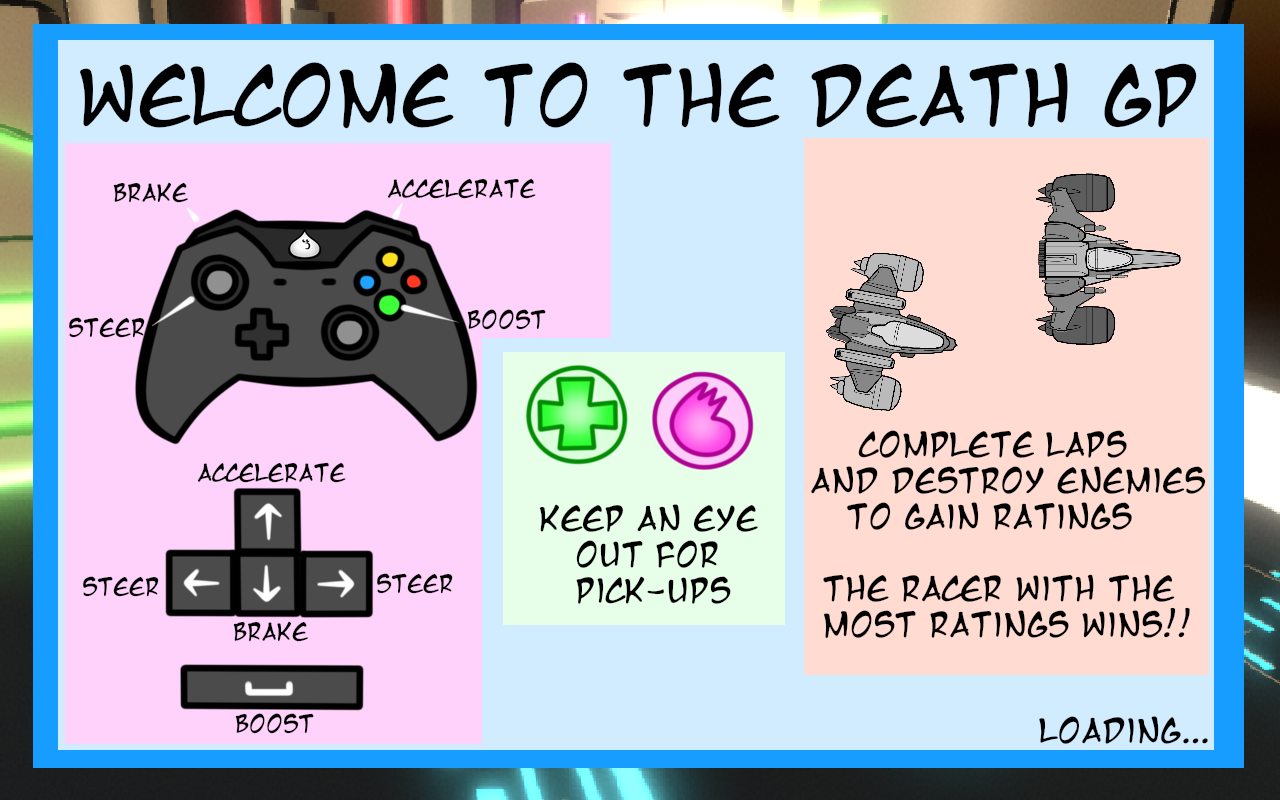 WELCOME TO THE DEATH GP
BRAKE
ACCELERATE
STEER
BOOST
ACCELERATE
STEER
STEER
BRAKE
BOOST
KEEP AN EYE
OUT FOR
PICK-UPS
COMPLETE LAPS
AND DESTROY ENEMIES
TO GAIN RATINGS
THE RACER WITH THE
MOST RATINGS WINS!!
LOADING...